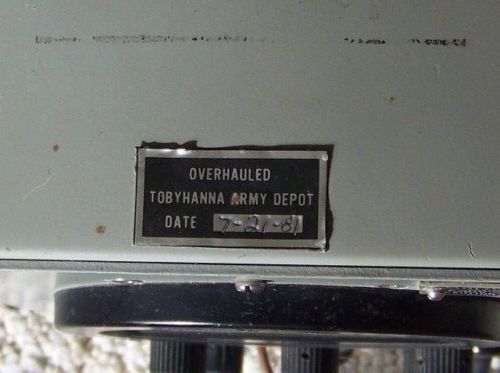 OVERHAULED
TOBYHANNA ARMY DEPOT
DATE 7-21-81